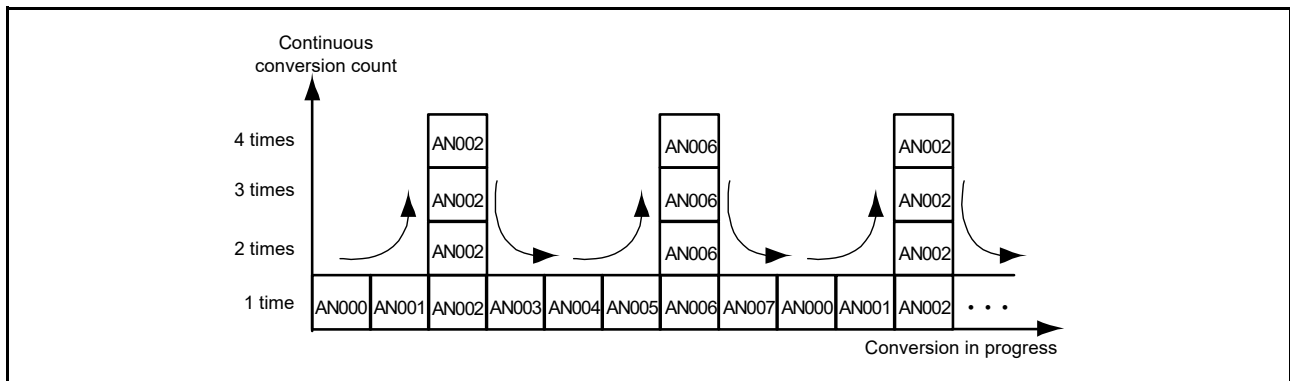 Continuous
conversion count
4 times
AN002
AN006
AN002
3 times
AN002
AN006
AN002
2 times
AN002
AN006
AN002
1 time
AN000
AN001
AN002
AN003
AN004
AN005
AN006
AN007
AN000
AN001
AN002
• • •
Conversion in progress